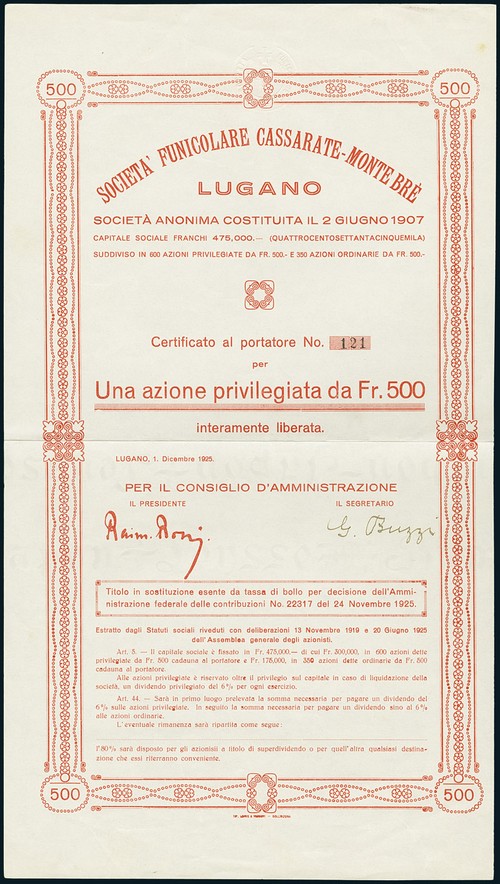 500
500
SOCIETA' FUNICOLARE CASSARATE-MONTE BRÈ
LUGANO
SOCIETÀ ANONIMA COSTITUITA IL 2 GIUGNO 1907
CAPITALE SOCIALE FRANCHI 475,000.— (QUATTROCENTOSETTANTACINQUEMILA)
SUDDIVISO IN 600 AZIONI PRIVILEGIATE DA FR. 500.- E 350 AZIONI ORDINARIE DA FR. 500.-
Certificato al portatore No. 121
per
Una azione privilegiata da Fr. 500
interamente liberata.
LUGANO, 1. Dicembre 1925.
PER IL CONSIGLIO D'AMMINISTRAZIONE
IL PRESIDENTE IL SEGRETARIO
Raim. Rossi G. Buzzi
Titolo in sostituzione esente da tassa di bollo per decisione dell'Ammi-
nistrazione federale delle contribuzioni No. 22317 del 24 Novembre 1925.
Estratto dagli Statuti sociali riveduti con deliberazioni 13 Novembre 1919 e 20 Giugno 1925
dell'Assemblea generale degli azionisti.
Art. 5. — Il capitale sociale è fissato in Fr. 475,000.— di cui Fr. 300,000, in 600 azioni dette
privilegiate da Fr. 500 cadauna al portatore e Fr. 175,000, in 350 azioni dette ordinarie da Fr. 500
cadauna al portatore.
Alle azioni privilegiate è riservato oltre il privilegio sul capitale in caso di liquidazione della
società, un dividendo privilegiato del 6% per ogni esercizio.
Art. 44. — Sarà in primo luogo prelevata la somma necessaria per pagare un dividendo del
6% sulle azioni privilegiate. In seguito la somma necessaria per pagare un dividendo sino al 6%
alle azioni ordinarie.
L'eventuale rimanenza sarà ripartita come segue:
l'80% sarà disposto per gli azionisti a titolo di superdividendo o per quell'altra qualsiasi destina-
zione che essi riterranno conveniente.
500
500